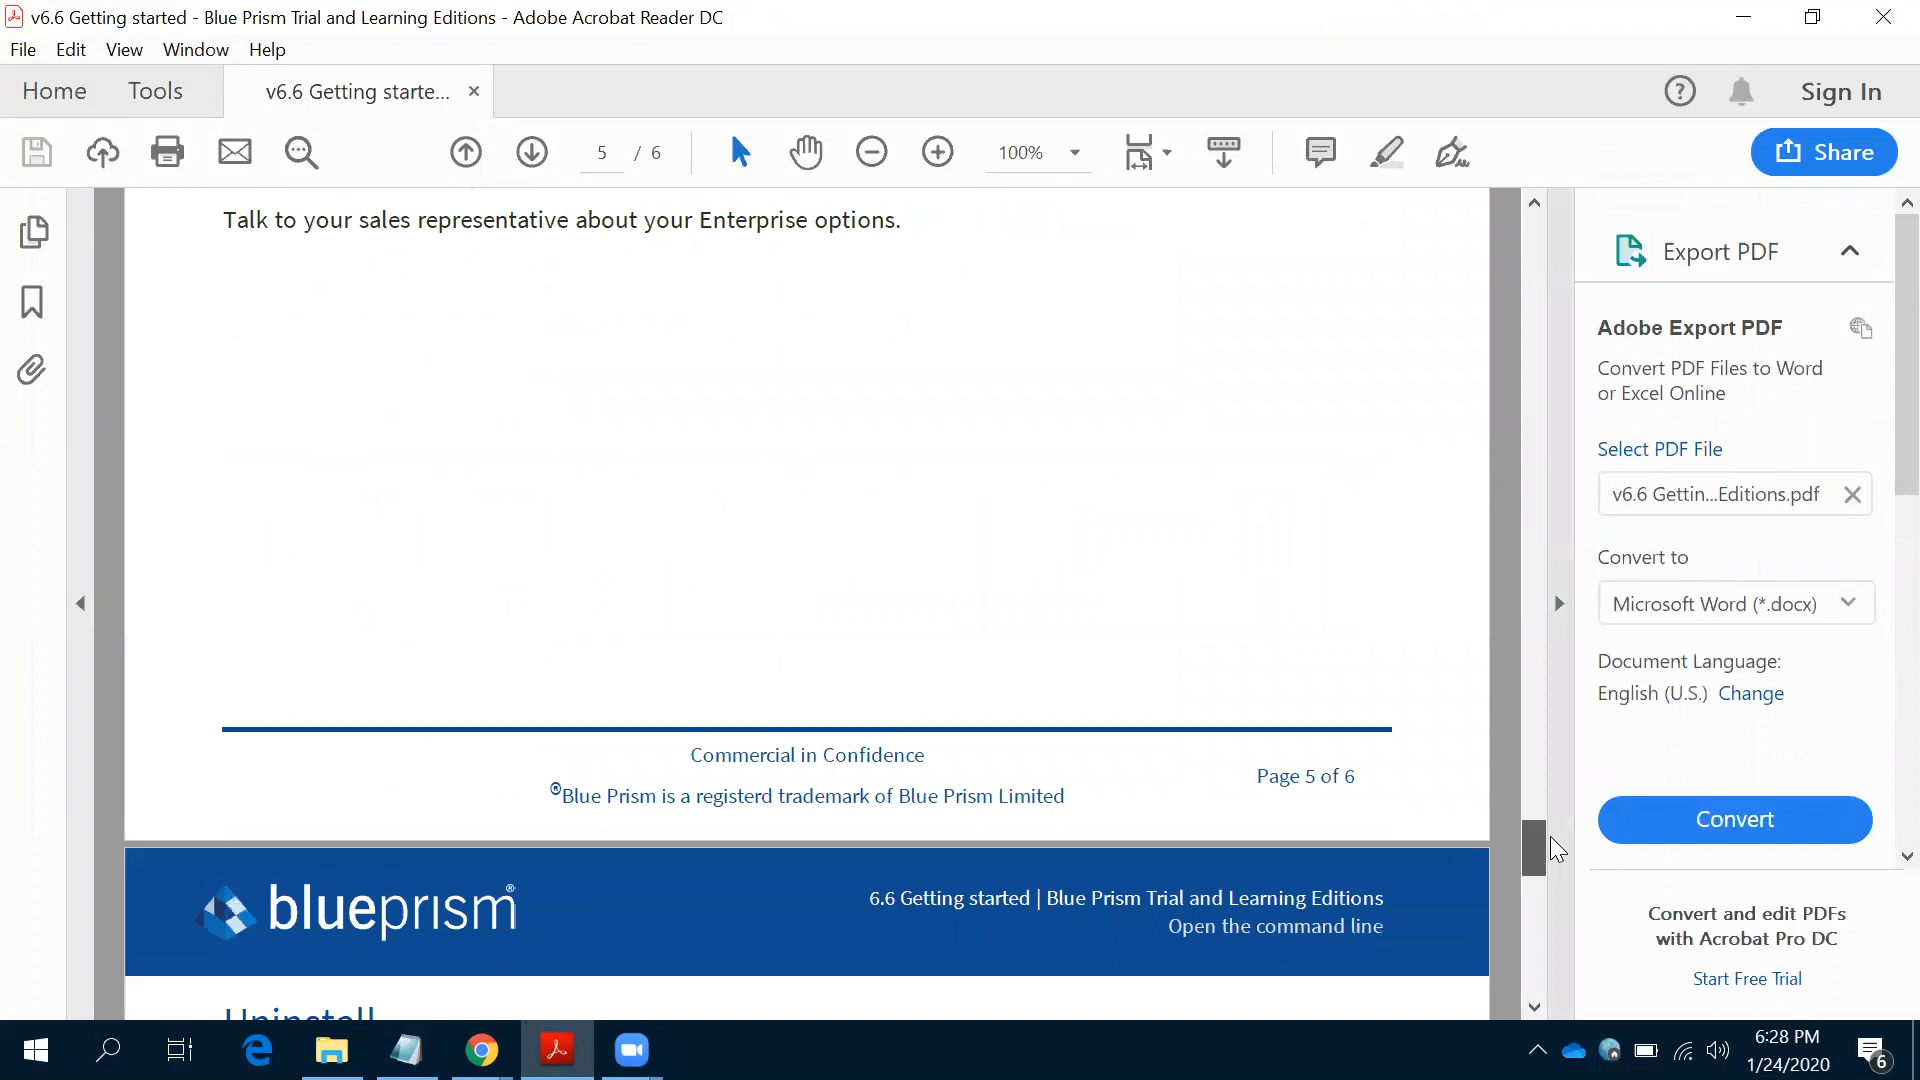 v6.6 Getting started - Blue Prism Trial and Learning Editions - Adobe Acrobat Reader DC
File Edit View Window Help
Home Tools v6.6 Getting starte... Sign In
5 / 6 100% Share
Talk to your sales representative about your Enterprise options.
Export PDF
Adobe Export PDF
Convert PDF Files to Word
or Excel Online
Select PDF File
v6.6 Gettin...Editions.pdf
Convert to
Microsoft Word (*.docx)
Document Language:
English (U.S.) Change
Convert
Convert and edit PDFs
with Acrobat Pro DC
Start Free Trial
Commercial in Confidence
®Blue Prism is a registerd trademark of Blue Prism Limited
Page 5 of 6
blueprism®
6.6 Getting started | Blue Prism Trial and Learning Editions
Open the command line
Uninstall
6:28 PM
1/24/2020
6